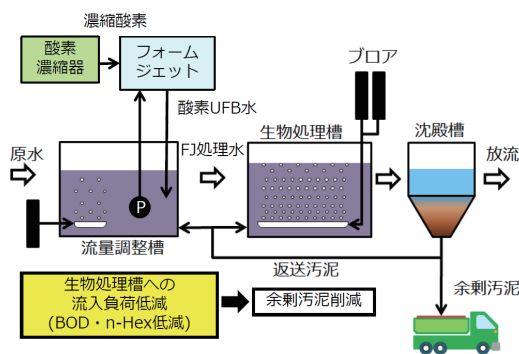 濃縮酸素
酸素
濃縮器
フォーム
ジェット
酸素UFB水
ブロア
原水
FJ処理水
生物処理槽
沈殿槽
放流
P
流量調整槽
返送汚泥
余剰汚泥
生物処理槽への
流入負荷低減
(BOD・n-Hex低減)
余剰汚泥削減